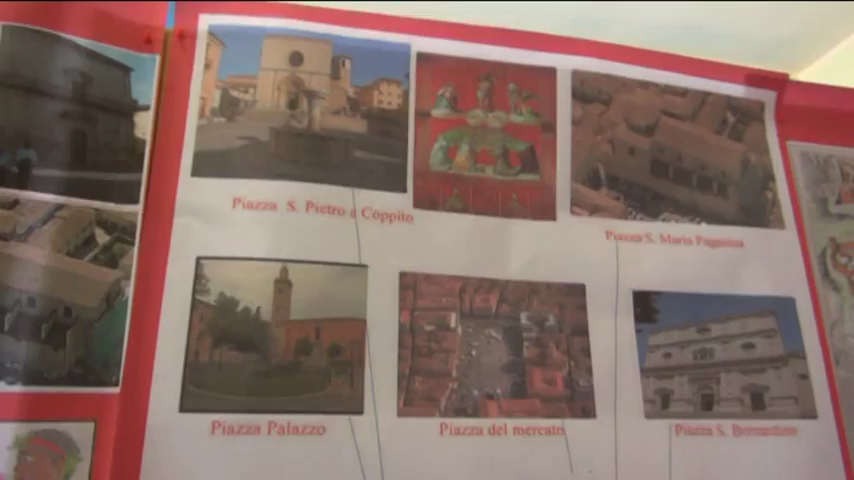 Piazza S. Pietro a Coppito
Piazza S. Maria Paganica
Piazza Palazzo
Piazza del mercato
Piazza S. Bernardino